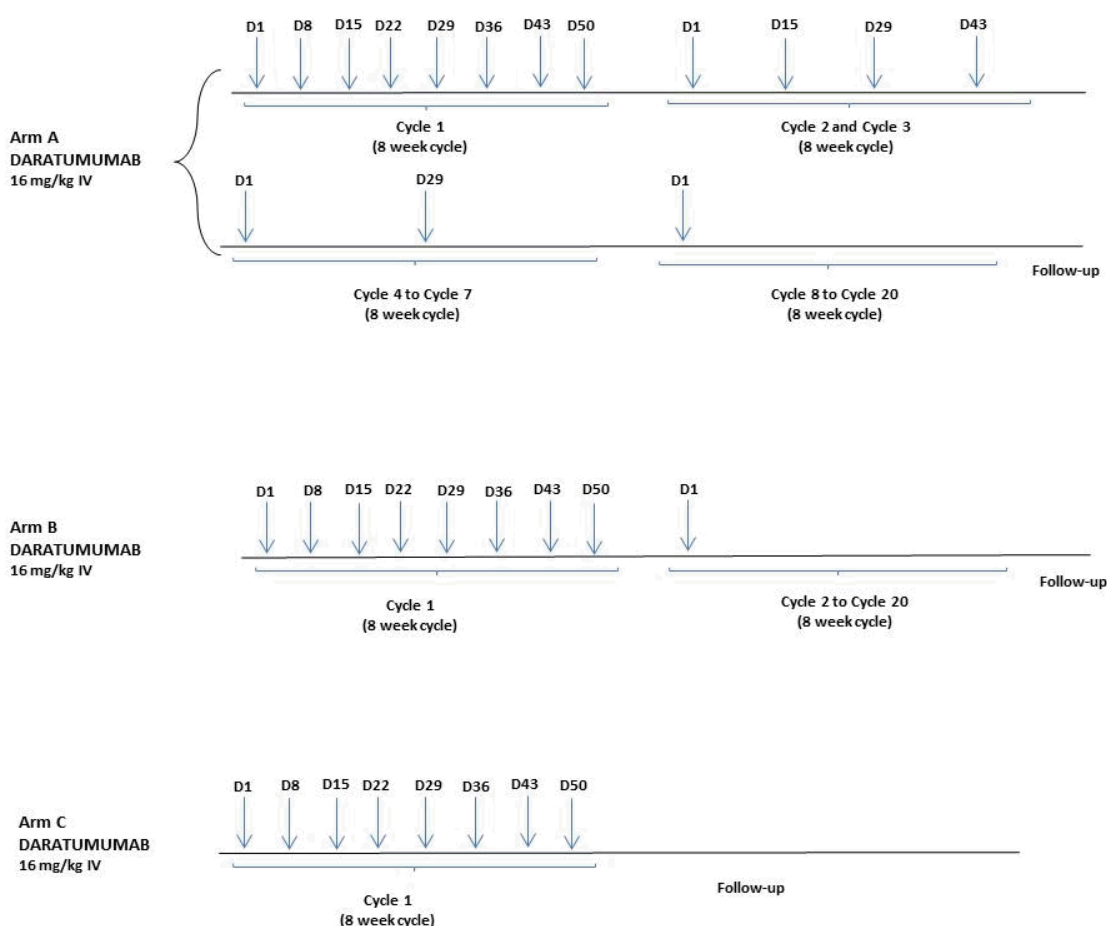 D1 D8 D15 D22 D29 D36 D43 D50 D1 D15 D29 D43
Cycle 1
(8 week cycle)
Cycle 2 and Cycle 3
(8 week cycle)
Arm A
DARATUMUMAB
16 mg/kg IV
D1 D29 D1
Cycle 4 to Cycle 7
(8 week cycle)
Cycle 8 to Cycle 20
(8 week cycle)
Follow-up
D1 D8 D15 D22 D29 D36 D43 D50 D1
Arm B
DARATUMUMAB
16 mg/kg IV
Cycle 1
(8 week cycle)
Cycle 2 to Cycle 20
(8 week cycle)
Follow-up
D1 D8 D15 D22 D29 D36 D43 D50
Arm C
DARATUMUMAB
16 mg/kg IV
Cycle 1
(8 week cycle)
Follow-up